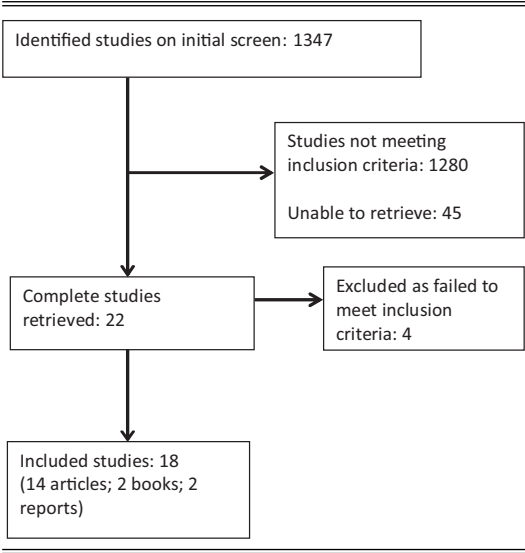 Identified studies on initial screen: 1347
Studies not meeting
inclusion criteria: 1280
Unable to retrieve: 45
Complete studies
retrieved: 22
Excluded as failed to
meet inclusion
criteria: 4
Included studies: 18
(14 articles; 2 books; 2
reports)